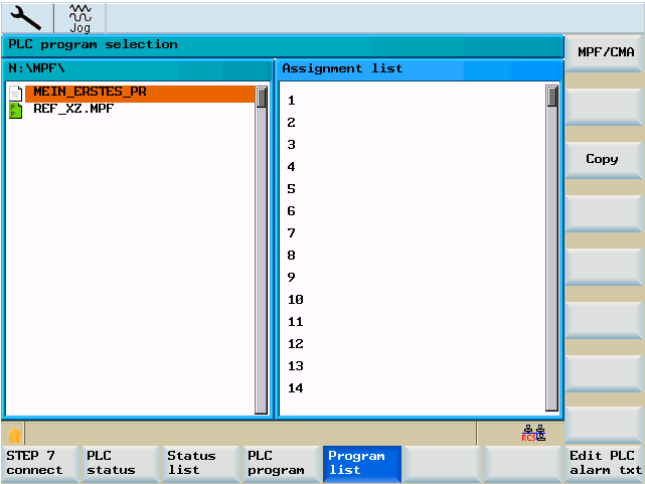 Jog
PLC program selection
MPF/CMA
N:\MPF\
Assignment list
MEIN_ERSTES_PR
REF_XZ.MPF
1
2
3
Copy
4
5
6
7
8
9
10
11
12
13
14
RCS
STEP 7 connect
PLC status
Status list
PLC program
Program list
Edit PLC alarm txt